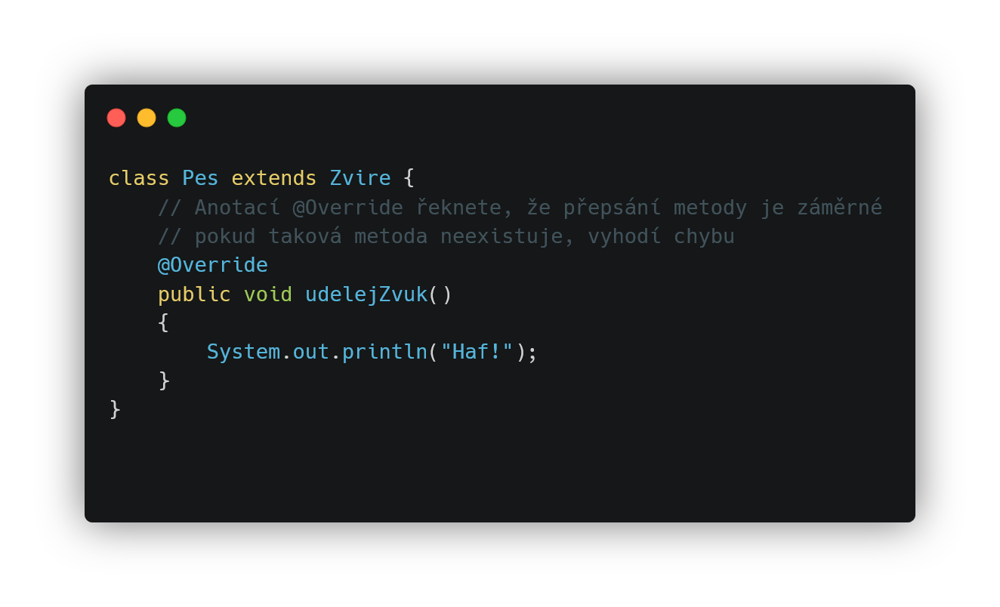 class Pes extends Zvire {
    // Anotací @Override řeknete, že přepsání metody je záměrné
    // pokud taková metoda neexistuje, vyhodí chybu
    @Override
    public void udelejZvuk()
    {
        System.out.println("Haf!");
    }
}